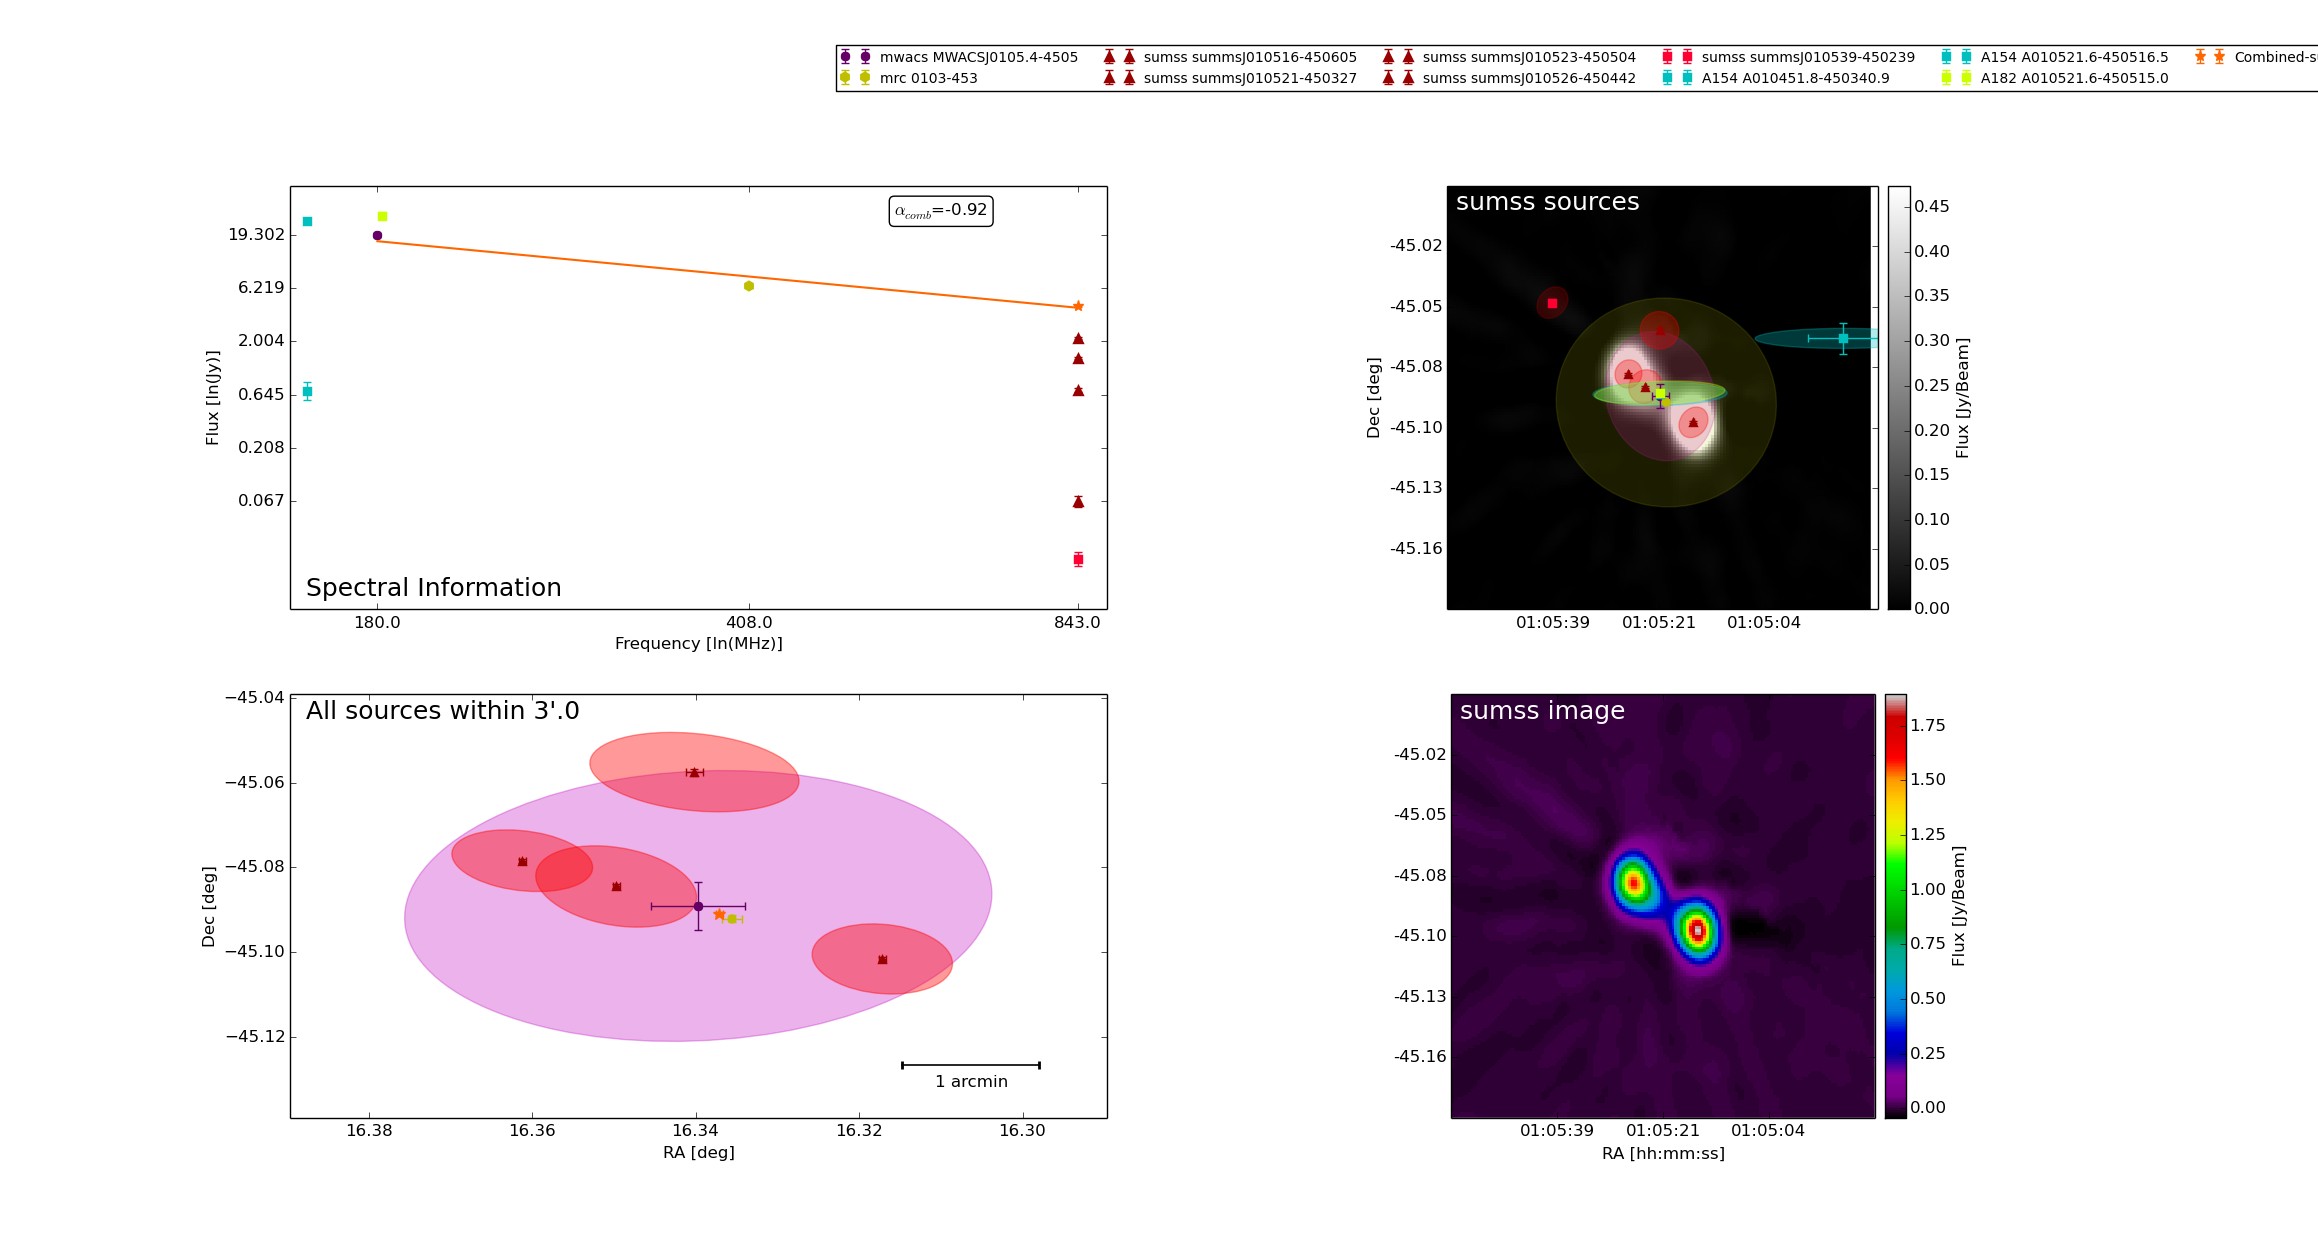 mwacs MWACSJ0105.4-4505
mrc 0103-453
sumss summsJ010516-450605
sumss summsJ010521-450327
sumss summsJ010523-450504
sumss summsJ010526-450442
sumss summsJ010539-450239
A154 A010451.8-450340.9
A154 A010521.6-450516.5
A182 A010521.6-450515.0
Combined-su
αcomb=-0.92
19.302
6.219
2.004
0.645
0.208
0.067
Flux [ln(Jy)]
Spectral Information
180.0 408.0 843.0
Frequency [ln(MHz)]
sumss sources
-45.02
-45.05
-45.08
-45.10
-45.13
-45.16
Dec [deg]
01:05:39 01:05:21 01:05:04
0.45
0.40
0.35
0.30
0.25
0.20
0.15
0.10
0.05
0.00
Flux [Jy/Beam]
All sources within 3'.0
−45.04
−45.06
−45.08
−45.10
−45.12
Dec [deg]
1 arcmin
16.38 16.36 16.34 16.32 16.30
RA [deg]
sumss image
-45.02
-45.05
-45.08
-45.10
-45.13
-45.16
01:05:39 01:05:21 01:05:04
RA [hh:mm:ss]
1.75
1.50
1.25
1.00
0.75
0.50
0.25
0.00
Flux [Jy/Beam]